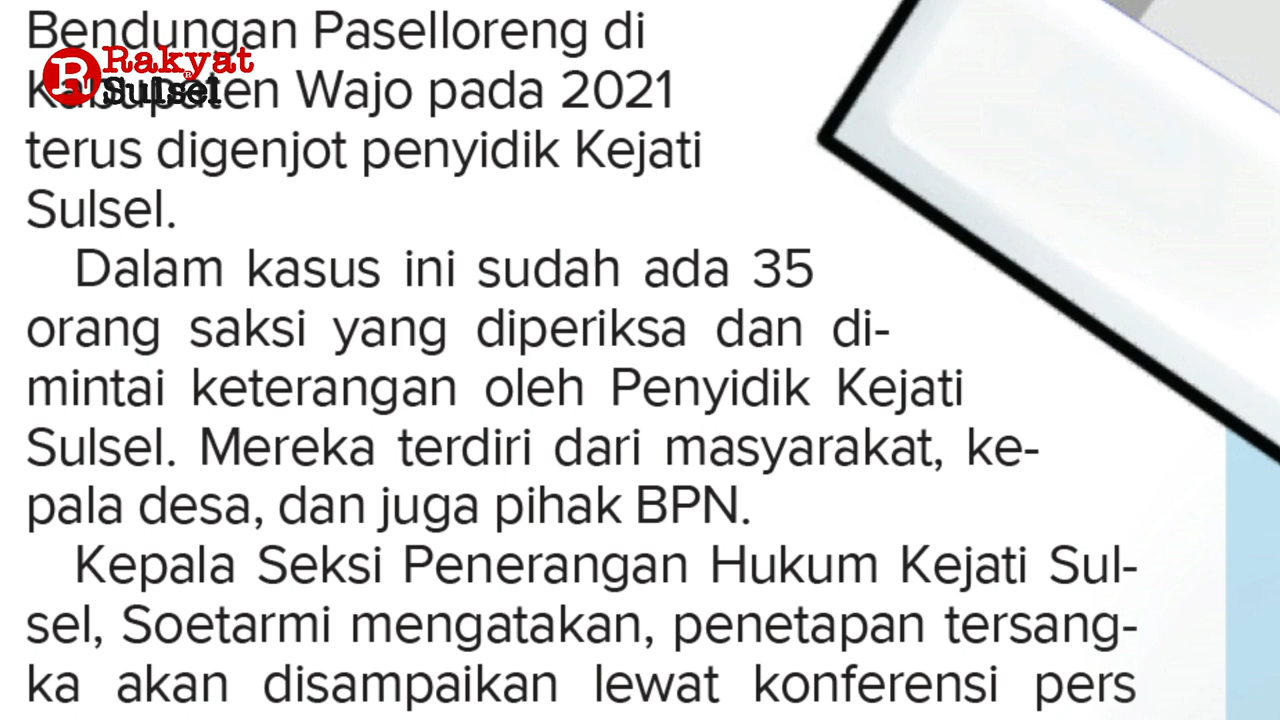 Bendungan Paselloreng di
Rakyat
Sulsel
Kabupaten Wajo pada 2021
terus digenjot penyidik Kejati
Sulsel.
Dalam kasus ini sudah ada 35
orang saksi yang diperiksa dan di-
mintai keterangan oleh Penyidik Kejati
Sulsel. Mereka terdiri dari masyarakat, ke-
pala desa, dan juga pihak BPN.
Kepala Seksi Penerangan Hukum Kejati Sul-
sel, Soetarmi mengatakan, penetapan tersang-
ka akan disampaikan lewat konferensi pers